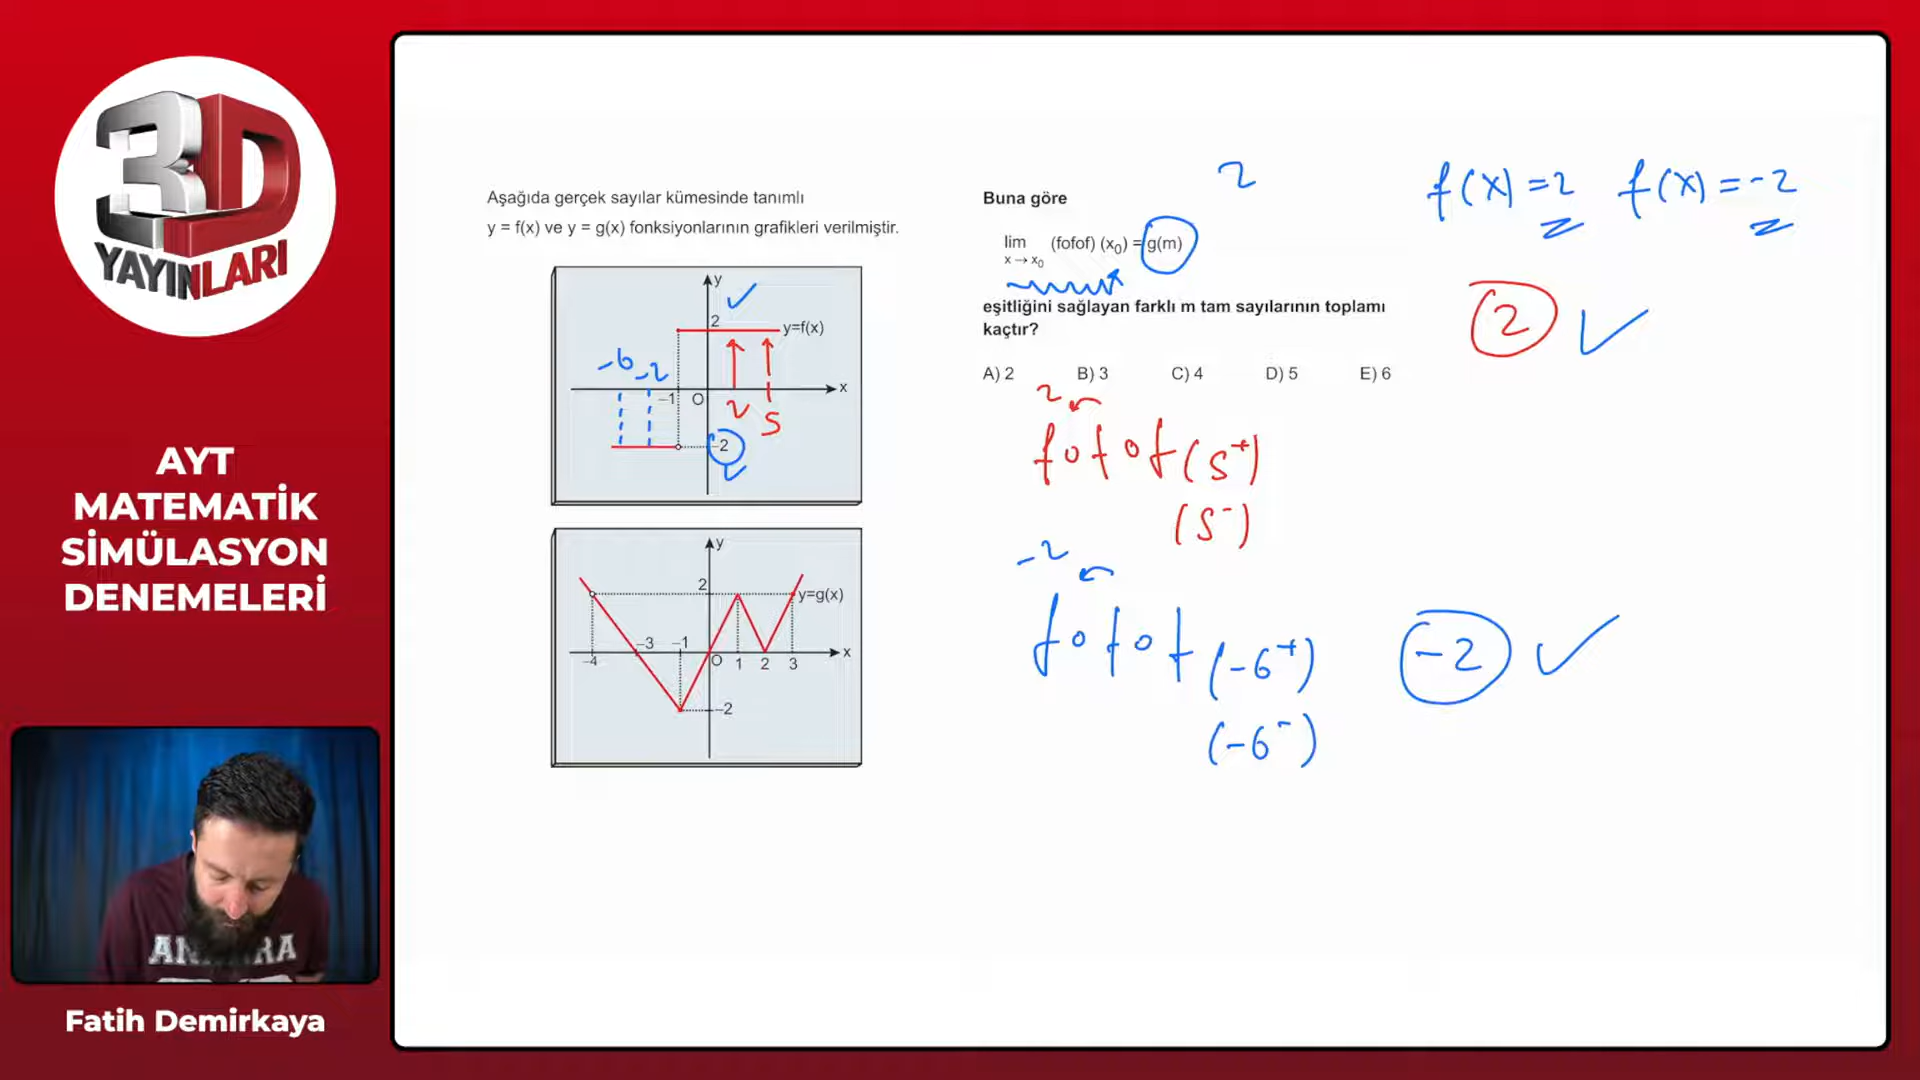 3D
YAYINLARI
AYT
MATEMATİK
SİMÜLASYON
DENEMELERİ
ANKARA
Fatih Demirkaya
Aşağıda gerçek sayılar kümesinde tanımlı
y = f(x) ve y = g(x) fonksiyonlarının grafikleri verilmiştir.
y
2
y=f(x)
-6 -2
-1 O x
2 5
-2
y
2 y=g(x)
-4 -3 -1 O 1 2 3 x
-2
Buna göre
2
lim (fofof) (x₀) = g(m)
x → x₀
eşitliğini sağlayan farklı m tam sayılarının toplamı
kaçtır?
A) 2 B) 3 C) 4 D) 5 E) 6
2
fofof(5⁺)
(5⁻)
-2
fofof(-6⁺)
(-6⁻)
f(x)=2 f(x)=-2
2
-2